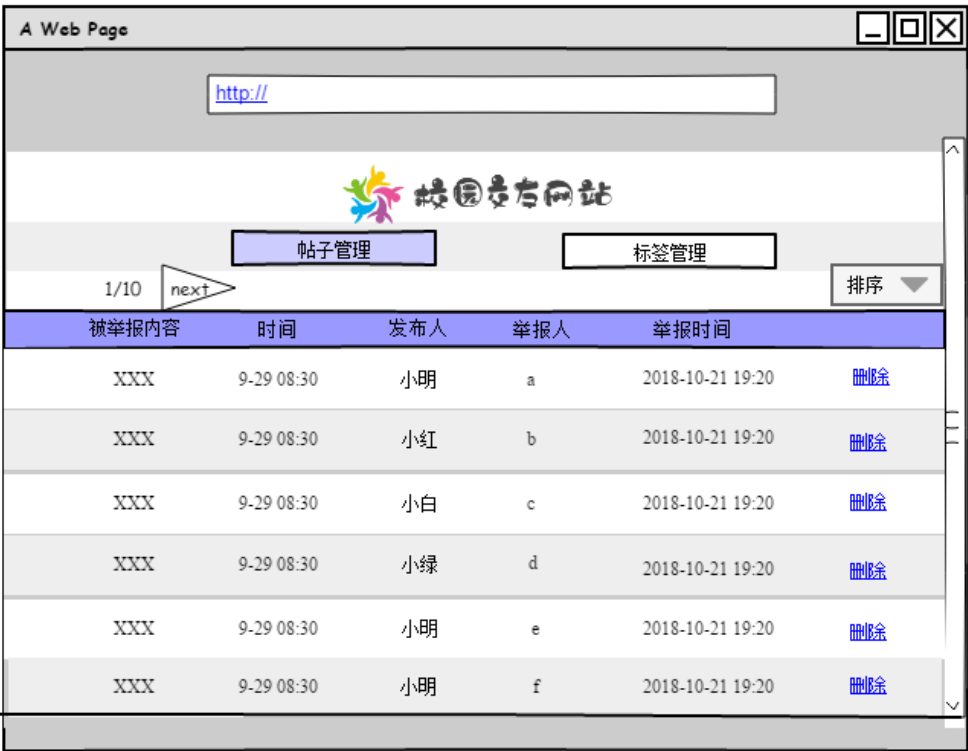 A Web Page
http://
校园交友网站
帖子管理 标签管理
1/10 next 排序
被举报内容 时间 发布人 举报人 举报时间
XXX 9-29 08:30 小明 a 2018-10-21 19:20 删除
XXX 9-29 08:30 小红 b 2018-10-21 19:20 删除
XXX 9-29 08:30 小白 c 2018-10-21 19:20 删除
XXX 9-29 08:30 小绿 d 2018-10-21 19:20 删除
XXX 9-29 08:30 小明 e 2018-10-21 19:20 删除
XXX 9-29 08:30 小明 f 2018-10-21 19:20 删除